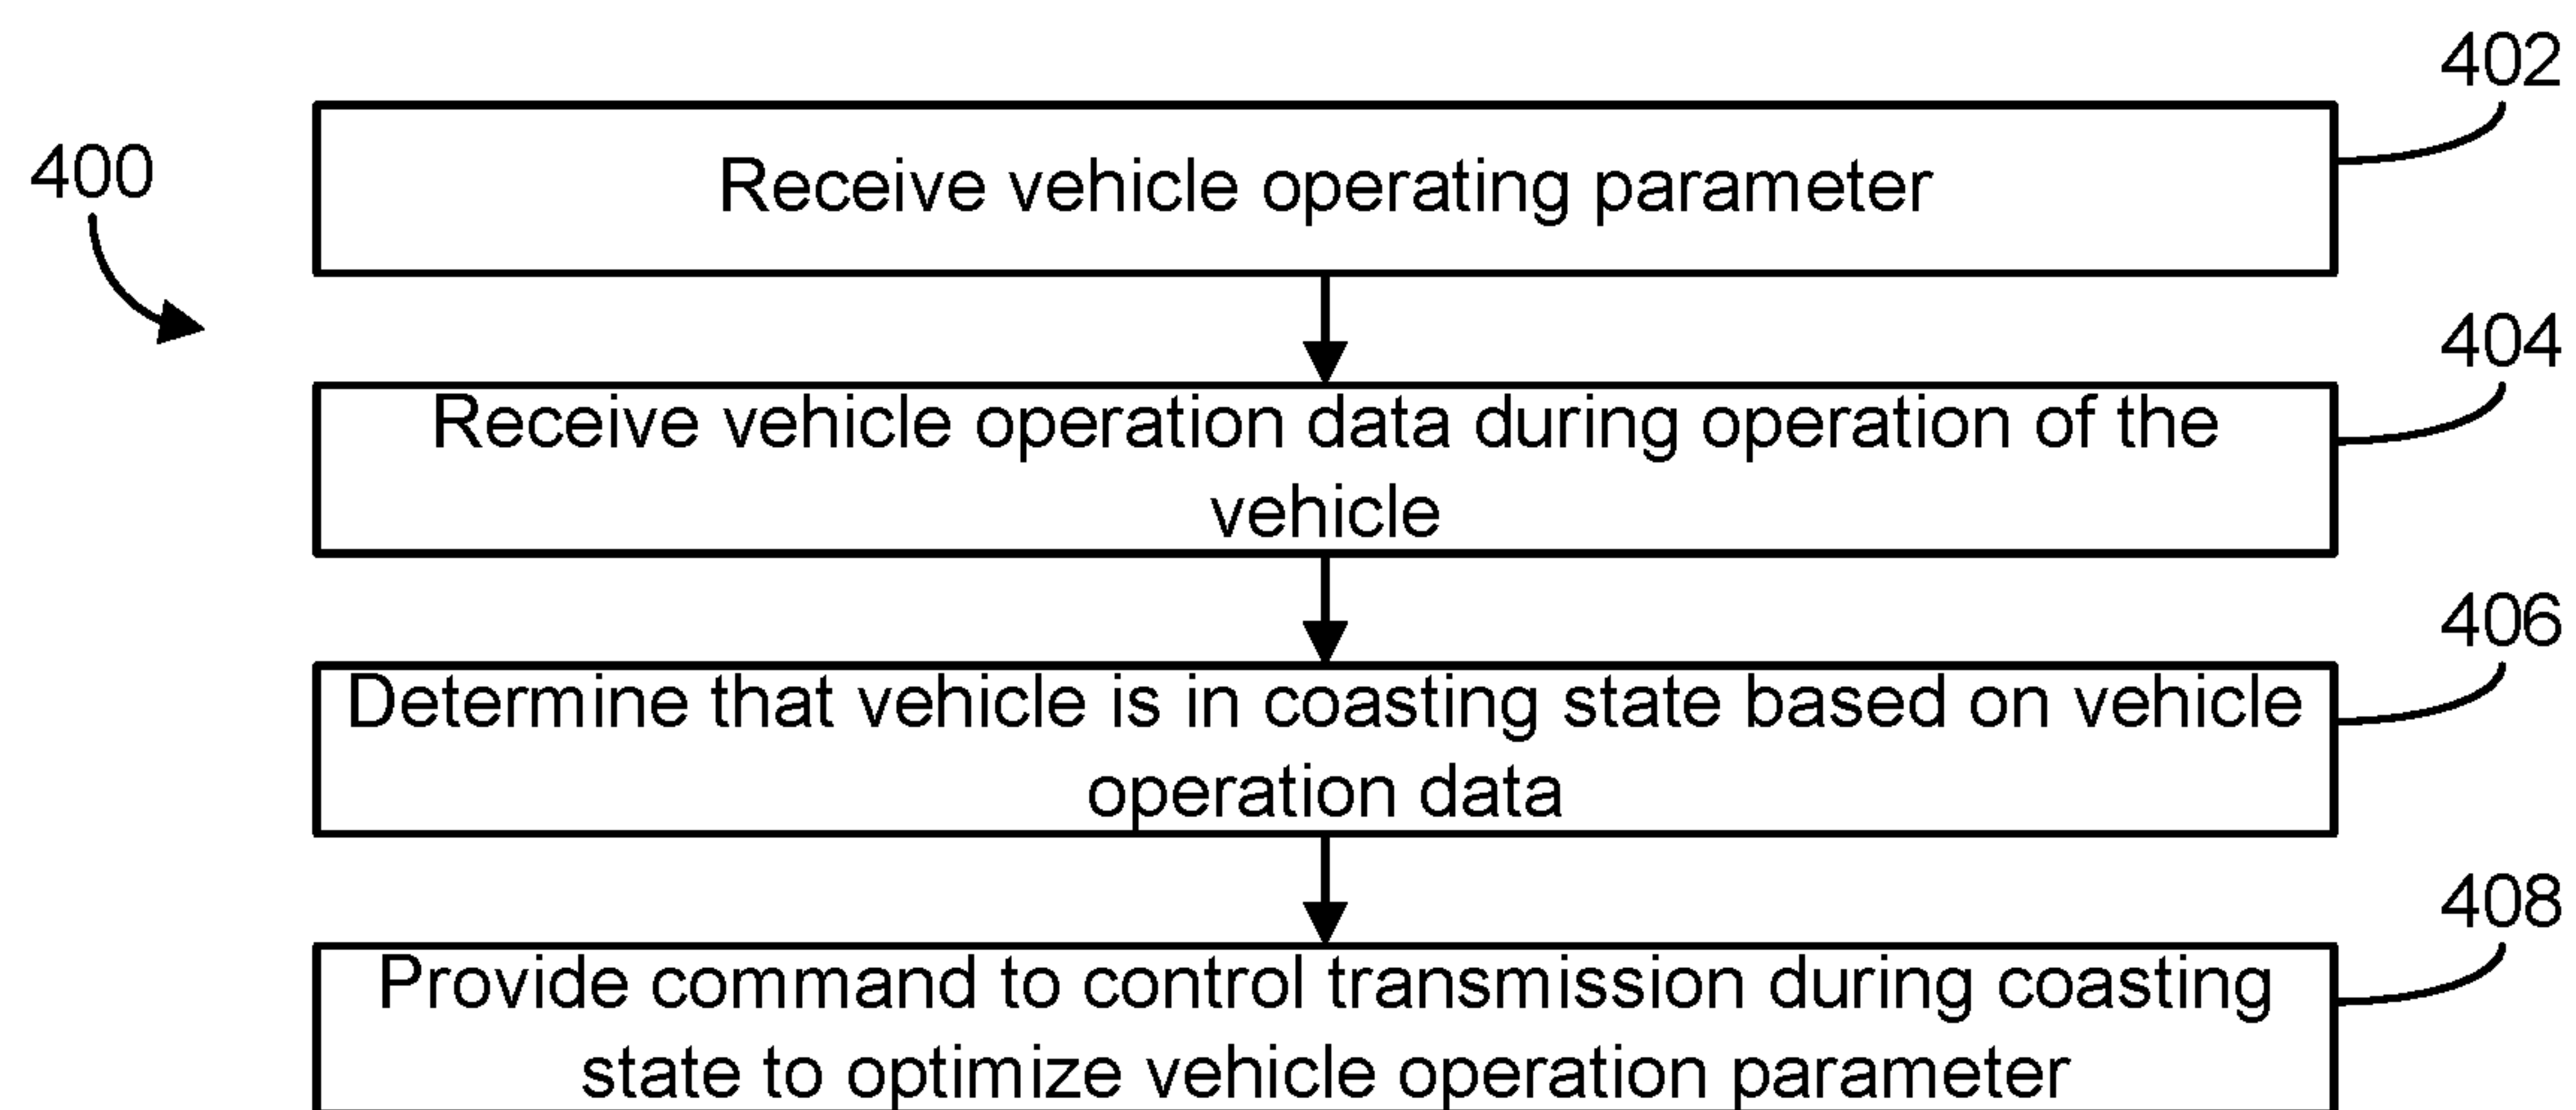 402
400
Receive vehicle operating parameter
404
Receive vehicle operation data during operation of the
vehicle
406
Determine that vehicle is in coasting state based on vehicle
operation data
408
Provide command to control transmission during coasting
state to optimize vehicle operation parameter